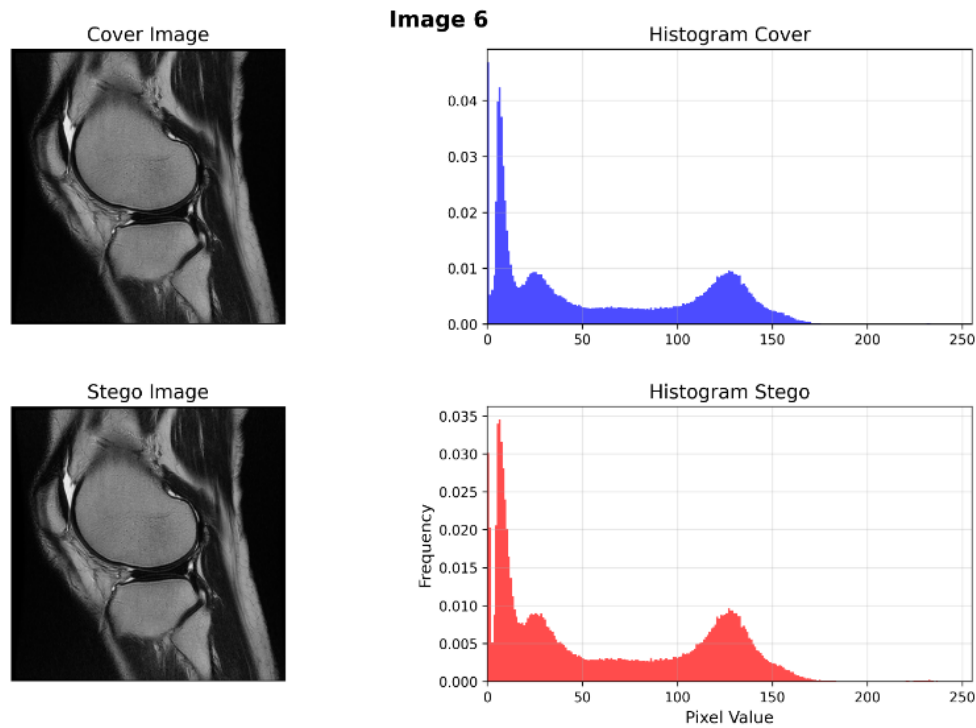 Image 6
Cover Image
Histogram Cover
0.04
0.03
0.02
0.01
0.00
0 50 100 150 200 250
Stego Image
Histogram Stego
0.035
0.030
0.025
0.020
0.015
0.010
0.005
0.000
Frequency
0 50 100 150 200 250
Pixel Value